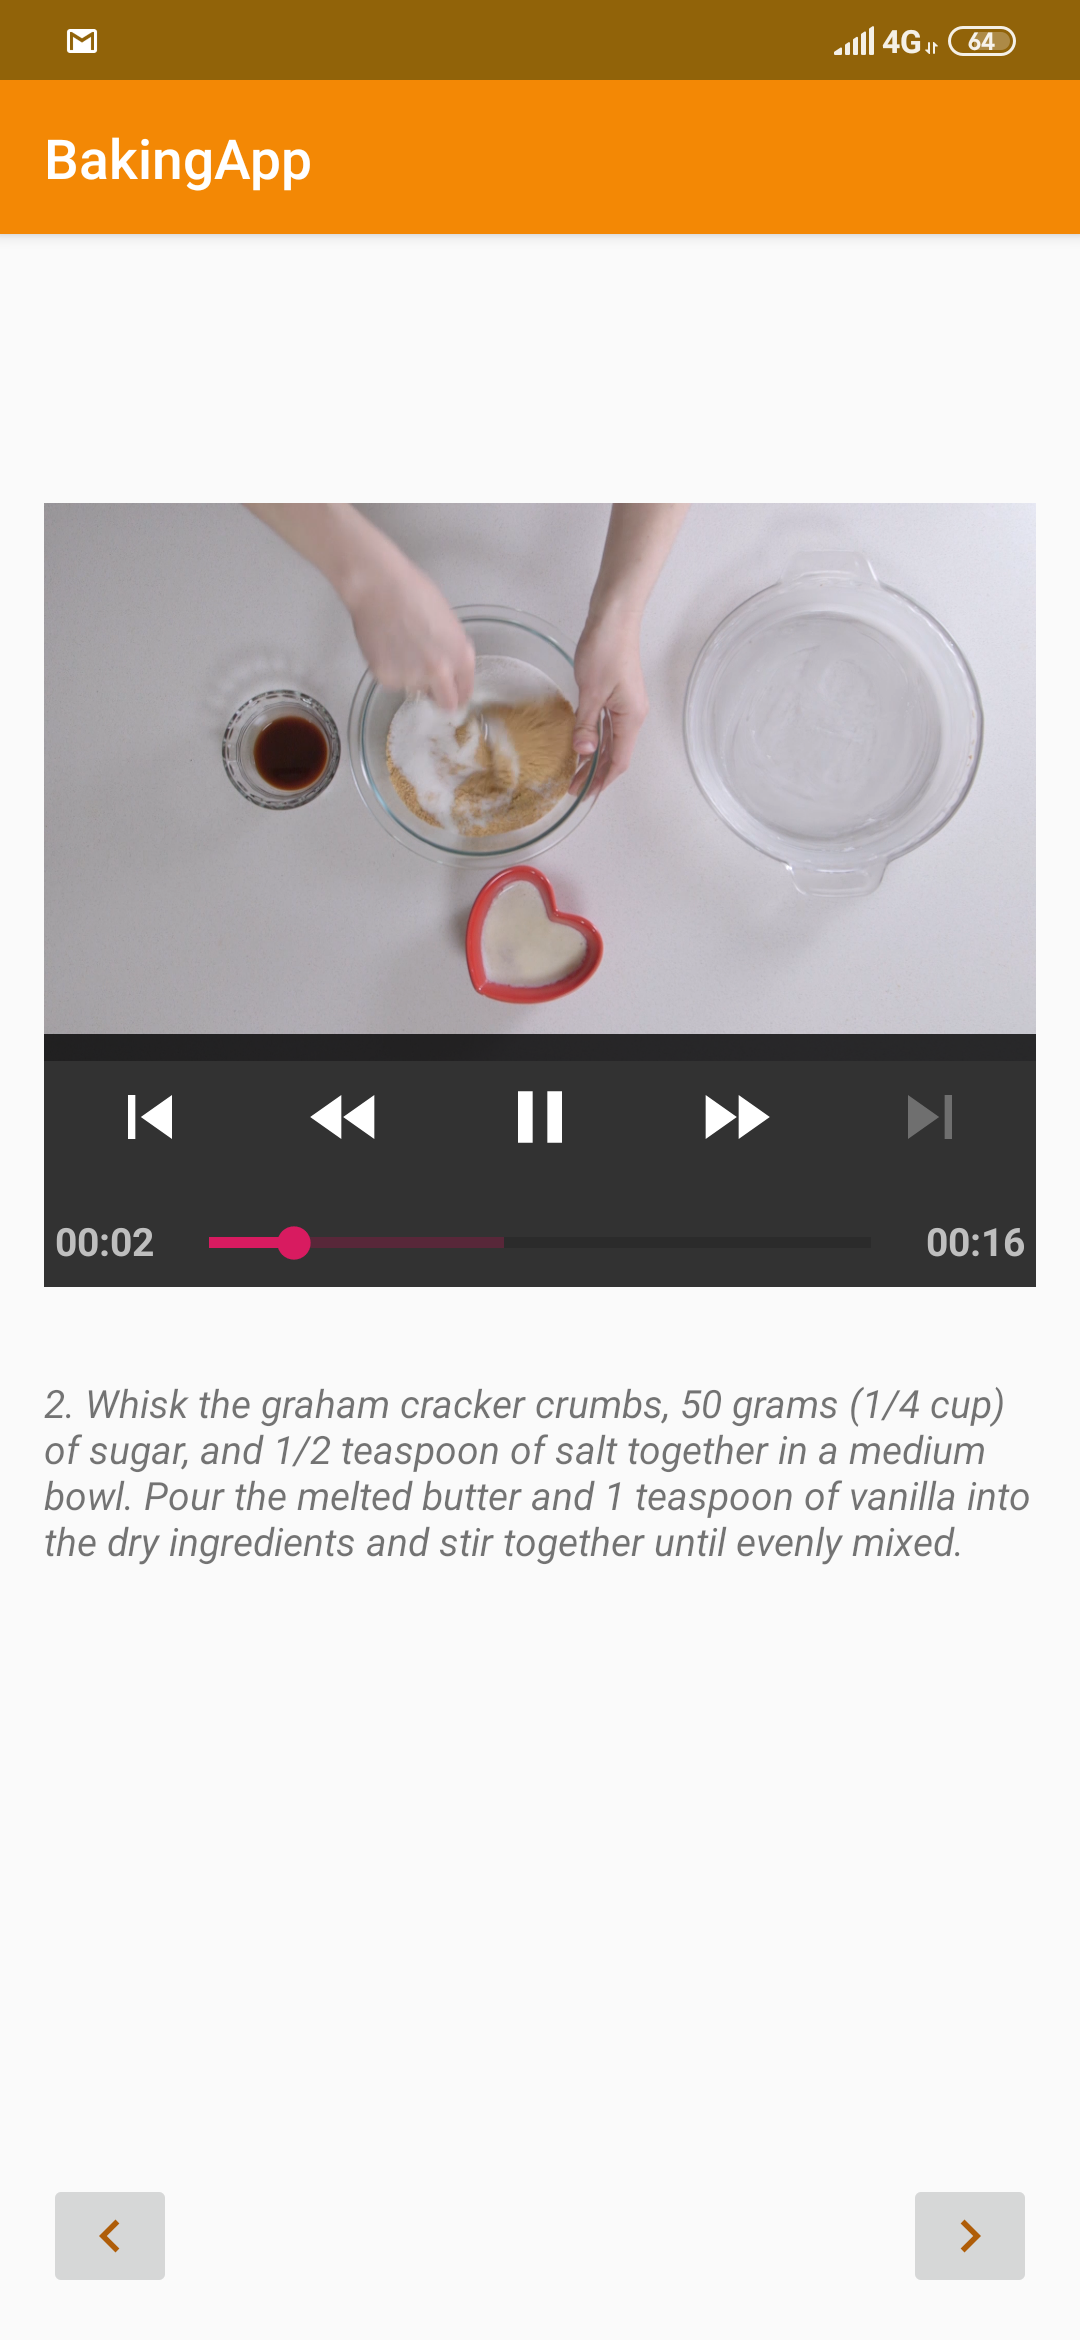 4G 64
BakingApp
00:02 00:16
2. Whisk the graham cracker crumbs, 50 grams (1/4 cup)
of sugar, and 1/2 teaspoon of salt together in a medium
bowl. Pour the melted butter and 1 teaspoon of vanilla into
the dry ingredients and stir together until evenly mixed.